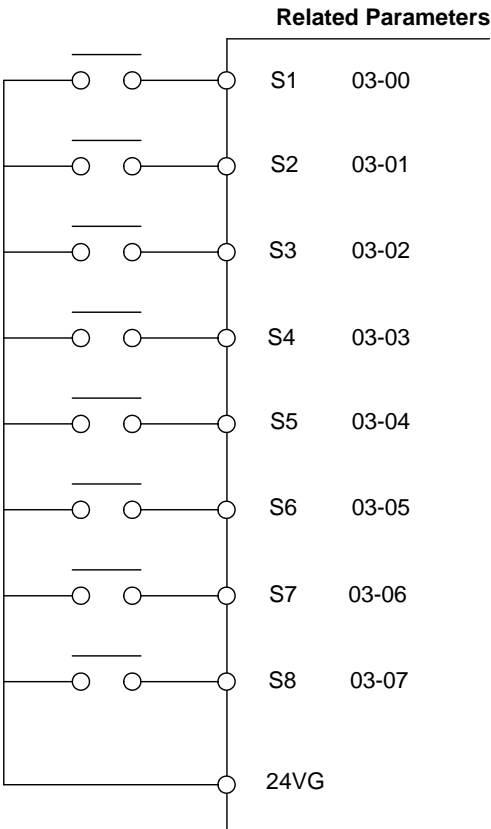 Related Parameters
S1 03-00
S2 03-01
S3 03-02
S4 03-03
S5 03-04
S6 03-05
S7 03-06
S8 03-07
24VG